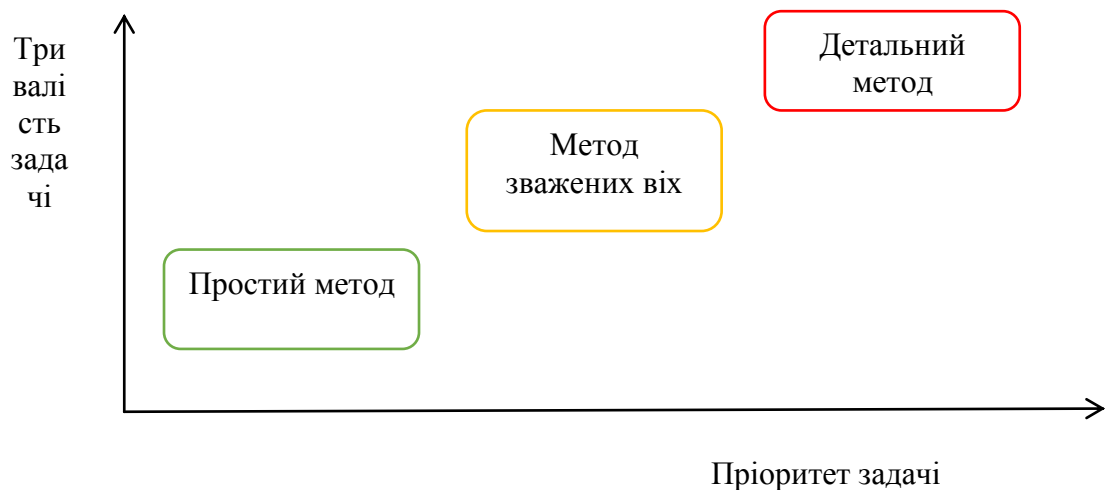 Три
валі
сть
зада
чі
Детальний
метод
Метод
зважених віх
Простий метод
Пріоритет задачі